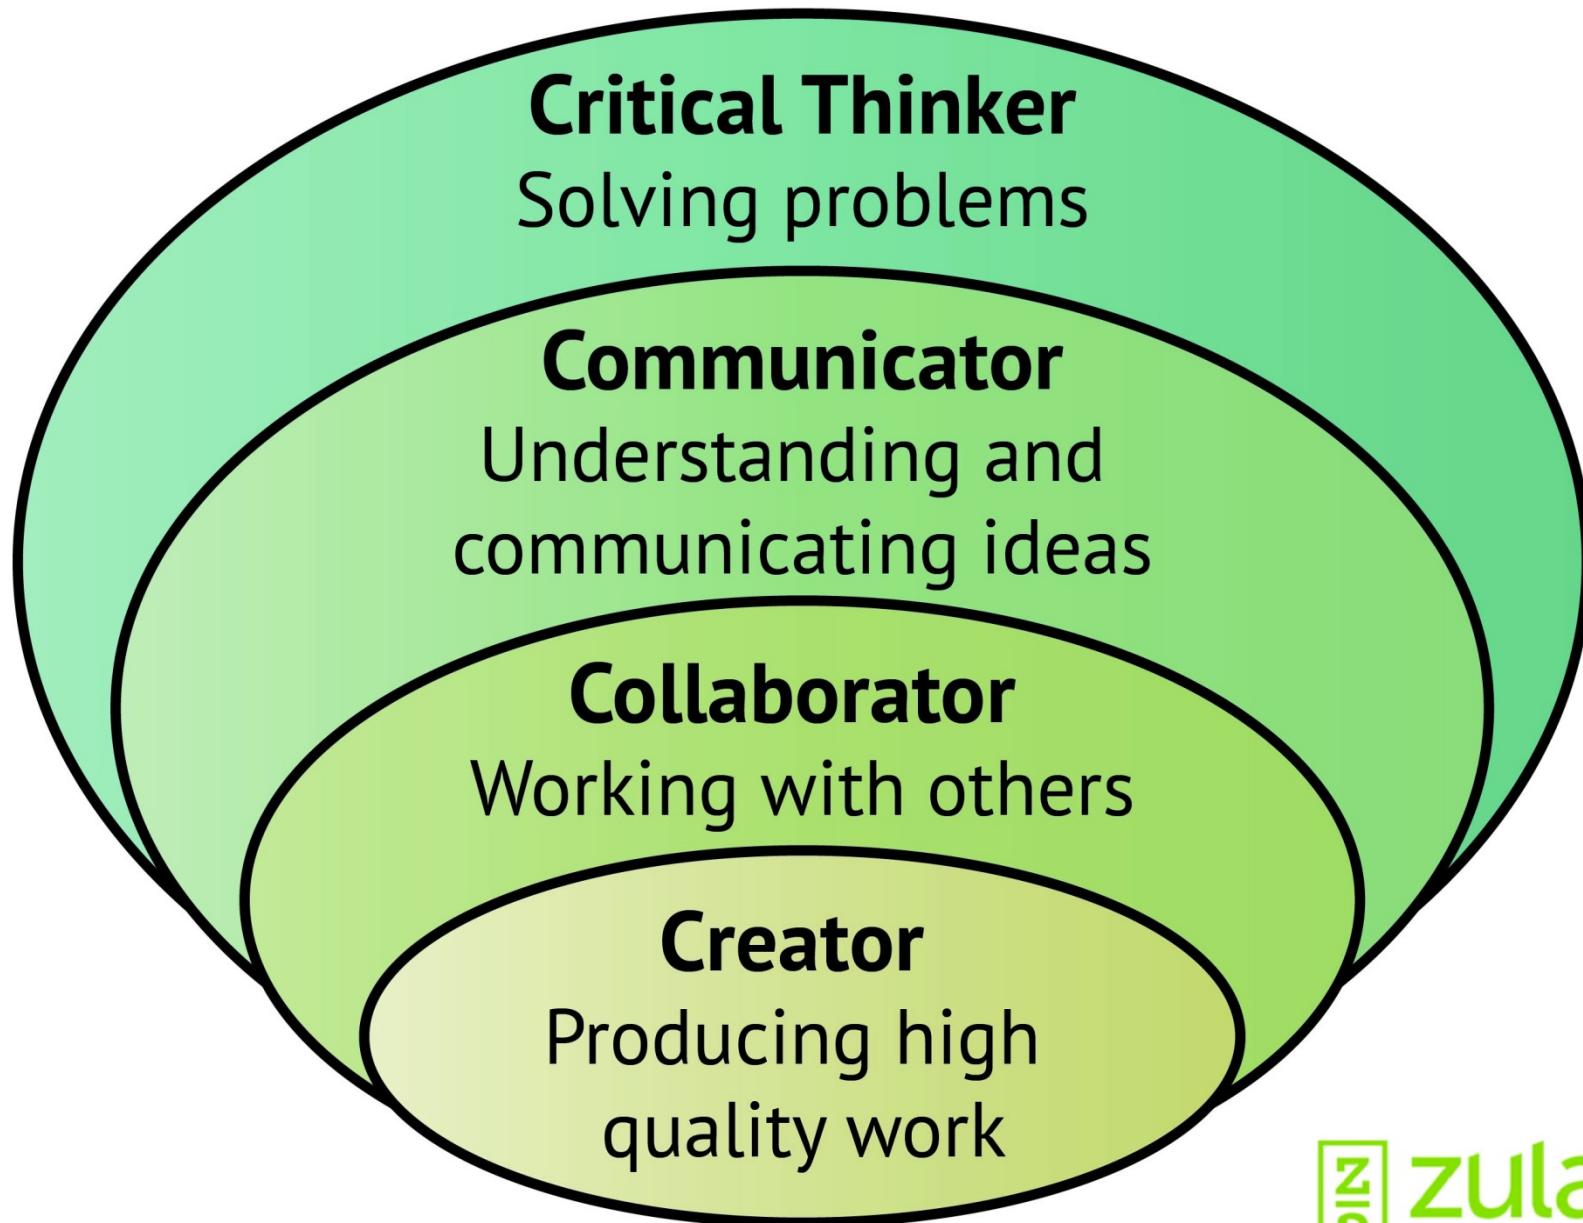 Critical Thinker
Solving problems
Communicator
Understanding and
communicating ideas
Collaborator
Working with others
Creator
Producing high
quality work
zula